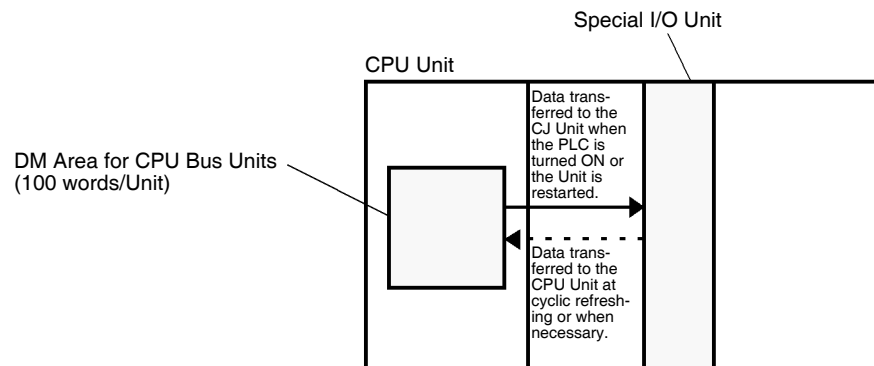 Special I/O Unit
CPU Unit
Data trans-
ferred to the
CJ Unit when
the PLC is
turned ON or
the Unit is
restarted.
DM Area for CPU Bus Units
(100 words/Unit)
Data trans-
ferred to the
CPU Unit at
cyclic refresh-
ing or when
necessary.